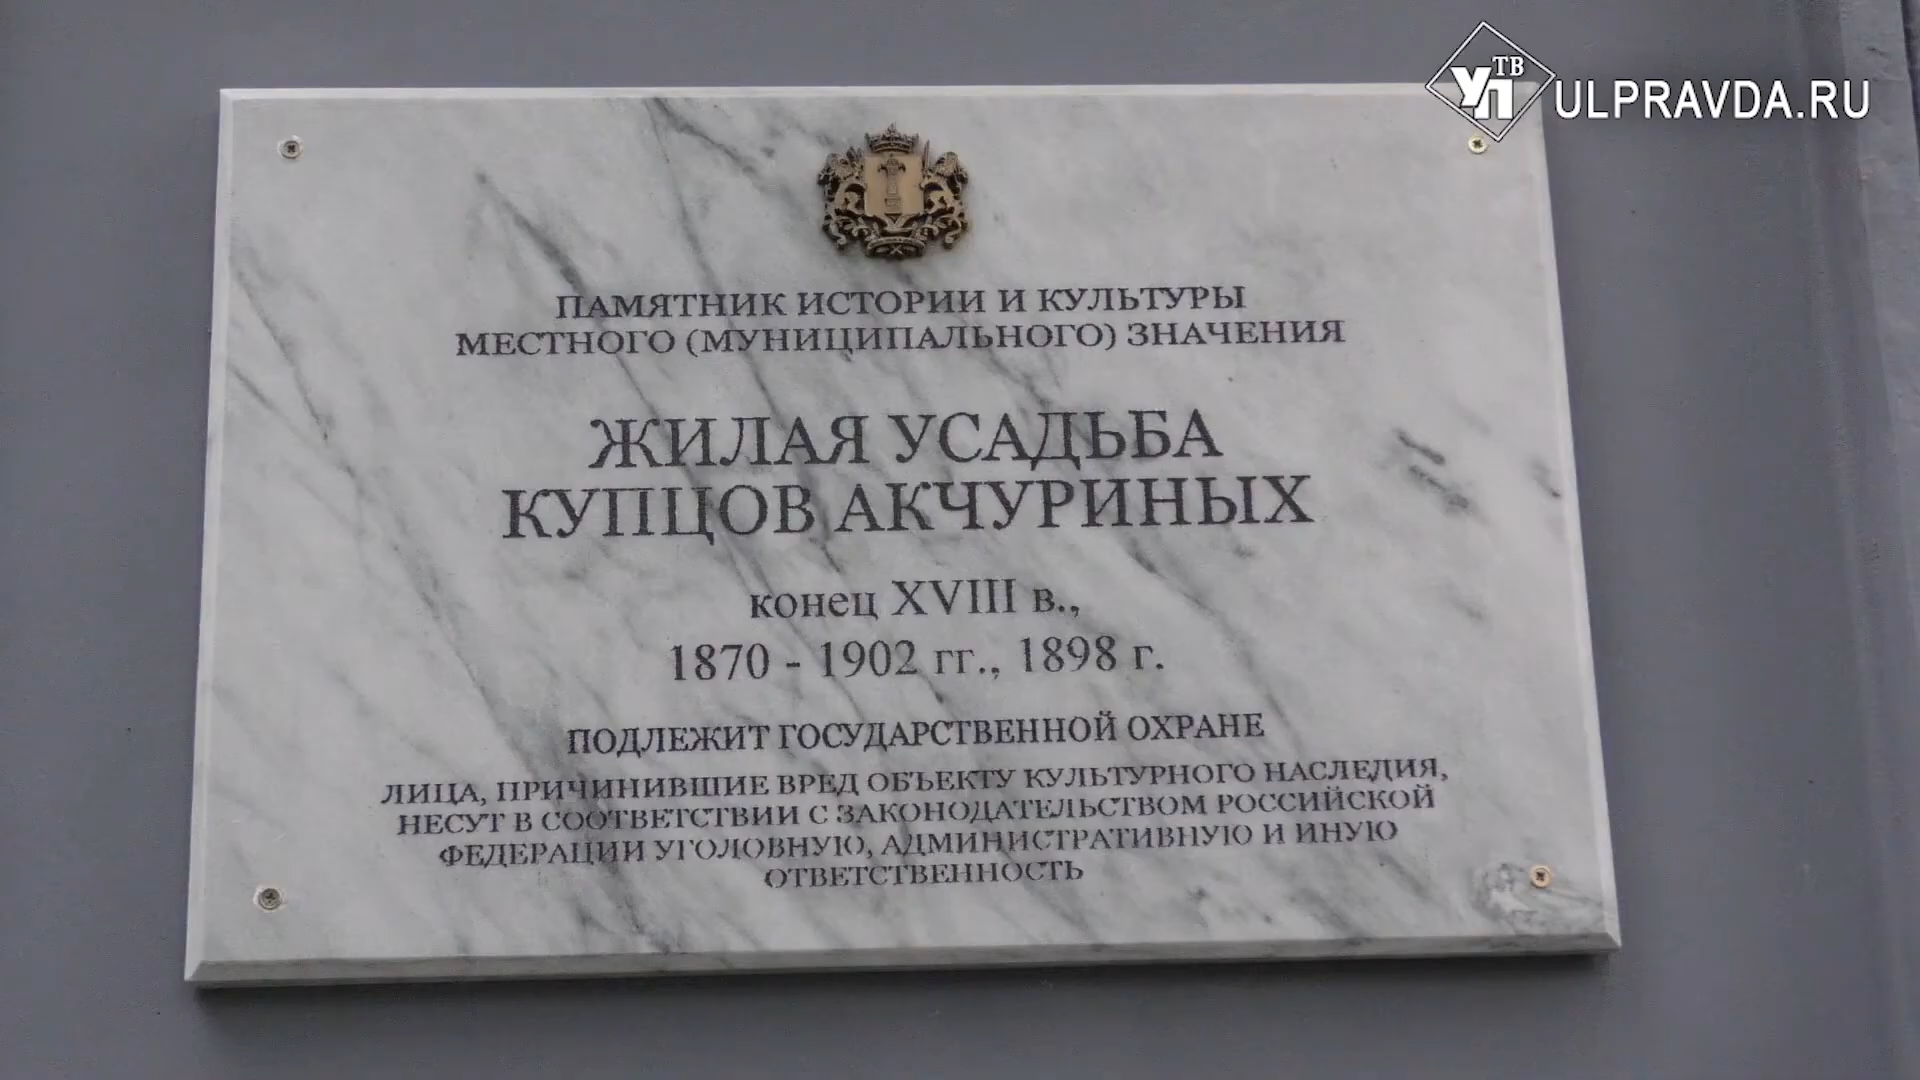 УП ТВ ULPRAVDA.RU
ПАМЯТНИК ИСТОРИИ И КУЛЬТУРЫ
МЕСТНОГО (МУНИЦИПАЛЬНОГО) ЗНАЧЕНИЯ
ЖИЛАЯ УСАДЬБА
КУПЦОВ АКЧУРИНЫХ
конец XVIII в.,
1870 - 1902 гг., 1898 г.
ПОДЛЕЖИТ ГОСУДАРСТВЕННОЙ ОХРАНЕ
ЛИЦА, ПРИЧИНИВШИЕ ВРЕД ОБЪЕКТУ КУЛЬТУРНОГО НАСЛЕДИЯ,
НЕСУТ В СООТВЕТСТВИИ С ЗАКОНОДАТЕЛЬСТВОМ РОССИЙСКОЙ
ФЕДЕРАЦИИ УГОЛОВНУЮ, АДМИНИСТРАТИВНУЮ И ИНУЮ
ОТВЕТСТВЕННОСТЬ